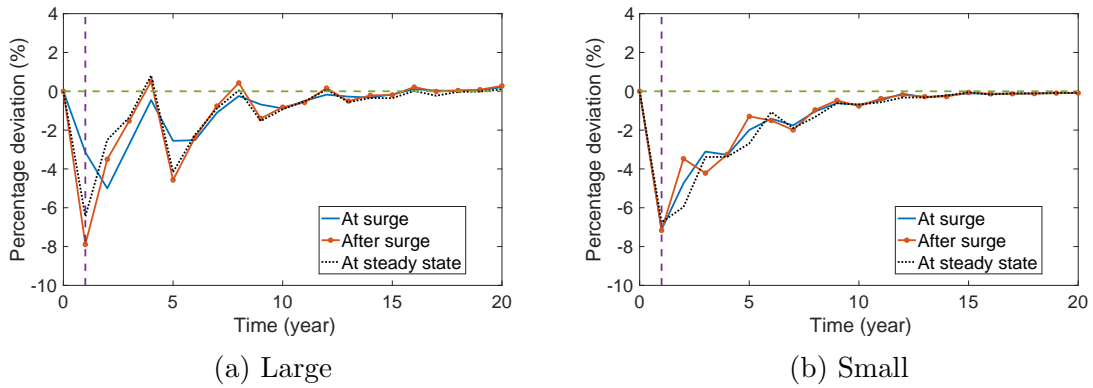 Percentage deviation (%)
4
2
0
-2
-4
-6
-8
-10
At surge
After surge
At steady state
0
5
10
15
20
Time (year)
(a) Large
Percentage deviation (%)
4
2
0
-2
-4
-6
-8
-10
At surge
After surge
At steady state
0
5
10
15
20
Time (year)
(b) Small